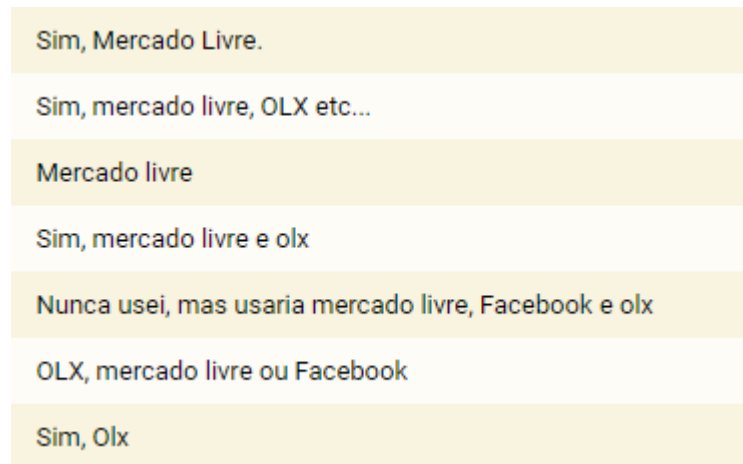 Sim, Mercado Livre.
Sim, mercado livre, OLX etc...
Mercado livre
Sim, mercado livre e olx
Nunca usei, mas usaria mercado livre, Facebook e olx
OLX, mercado livre ou Facebook
Sim, Olx